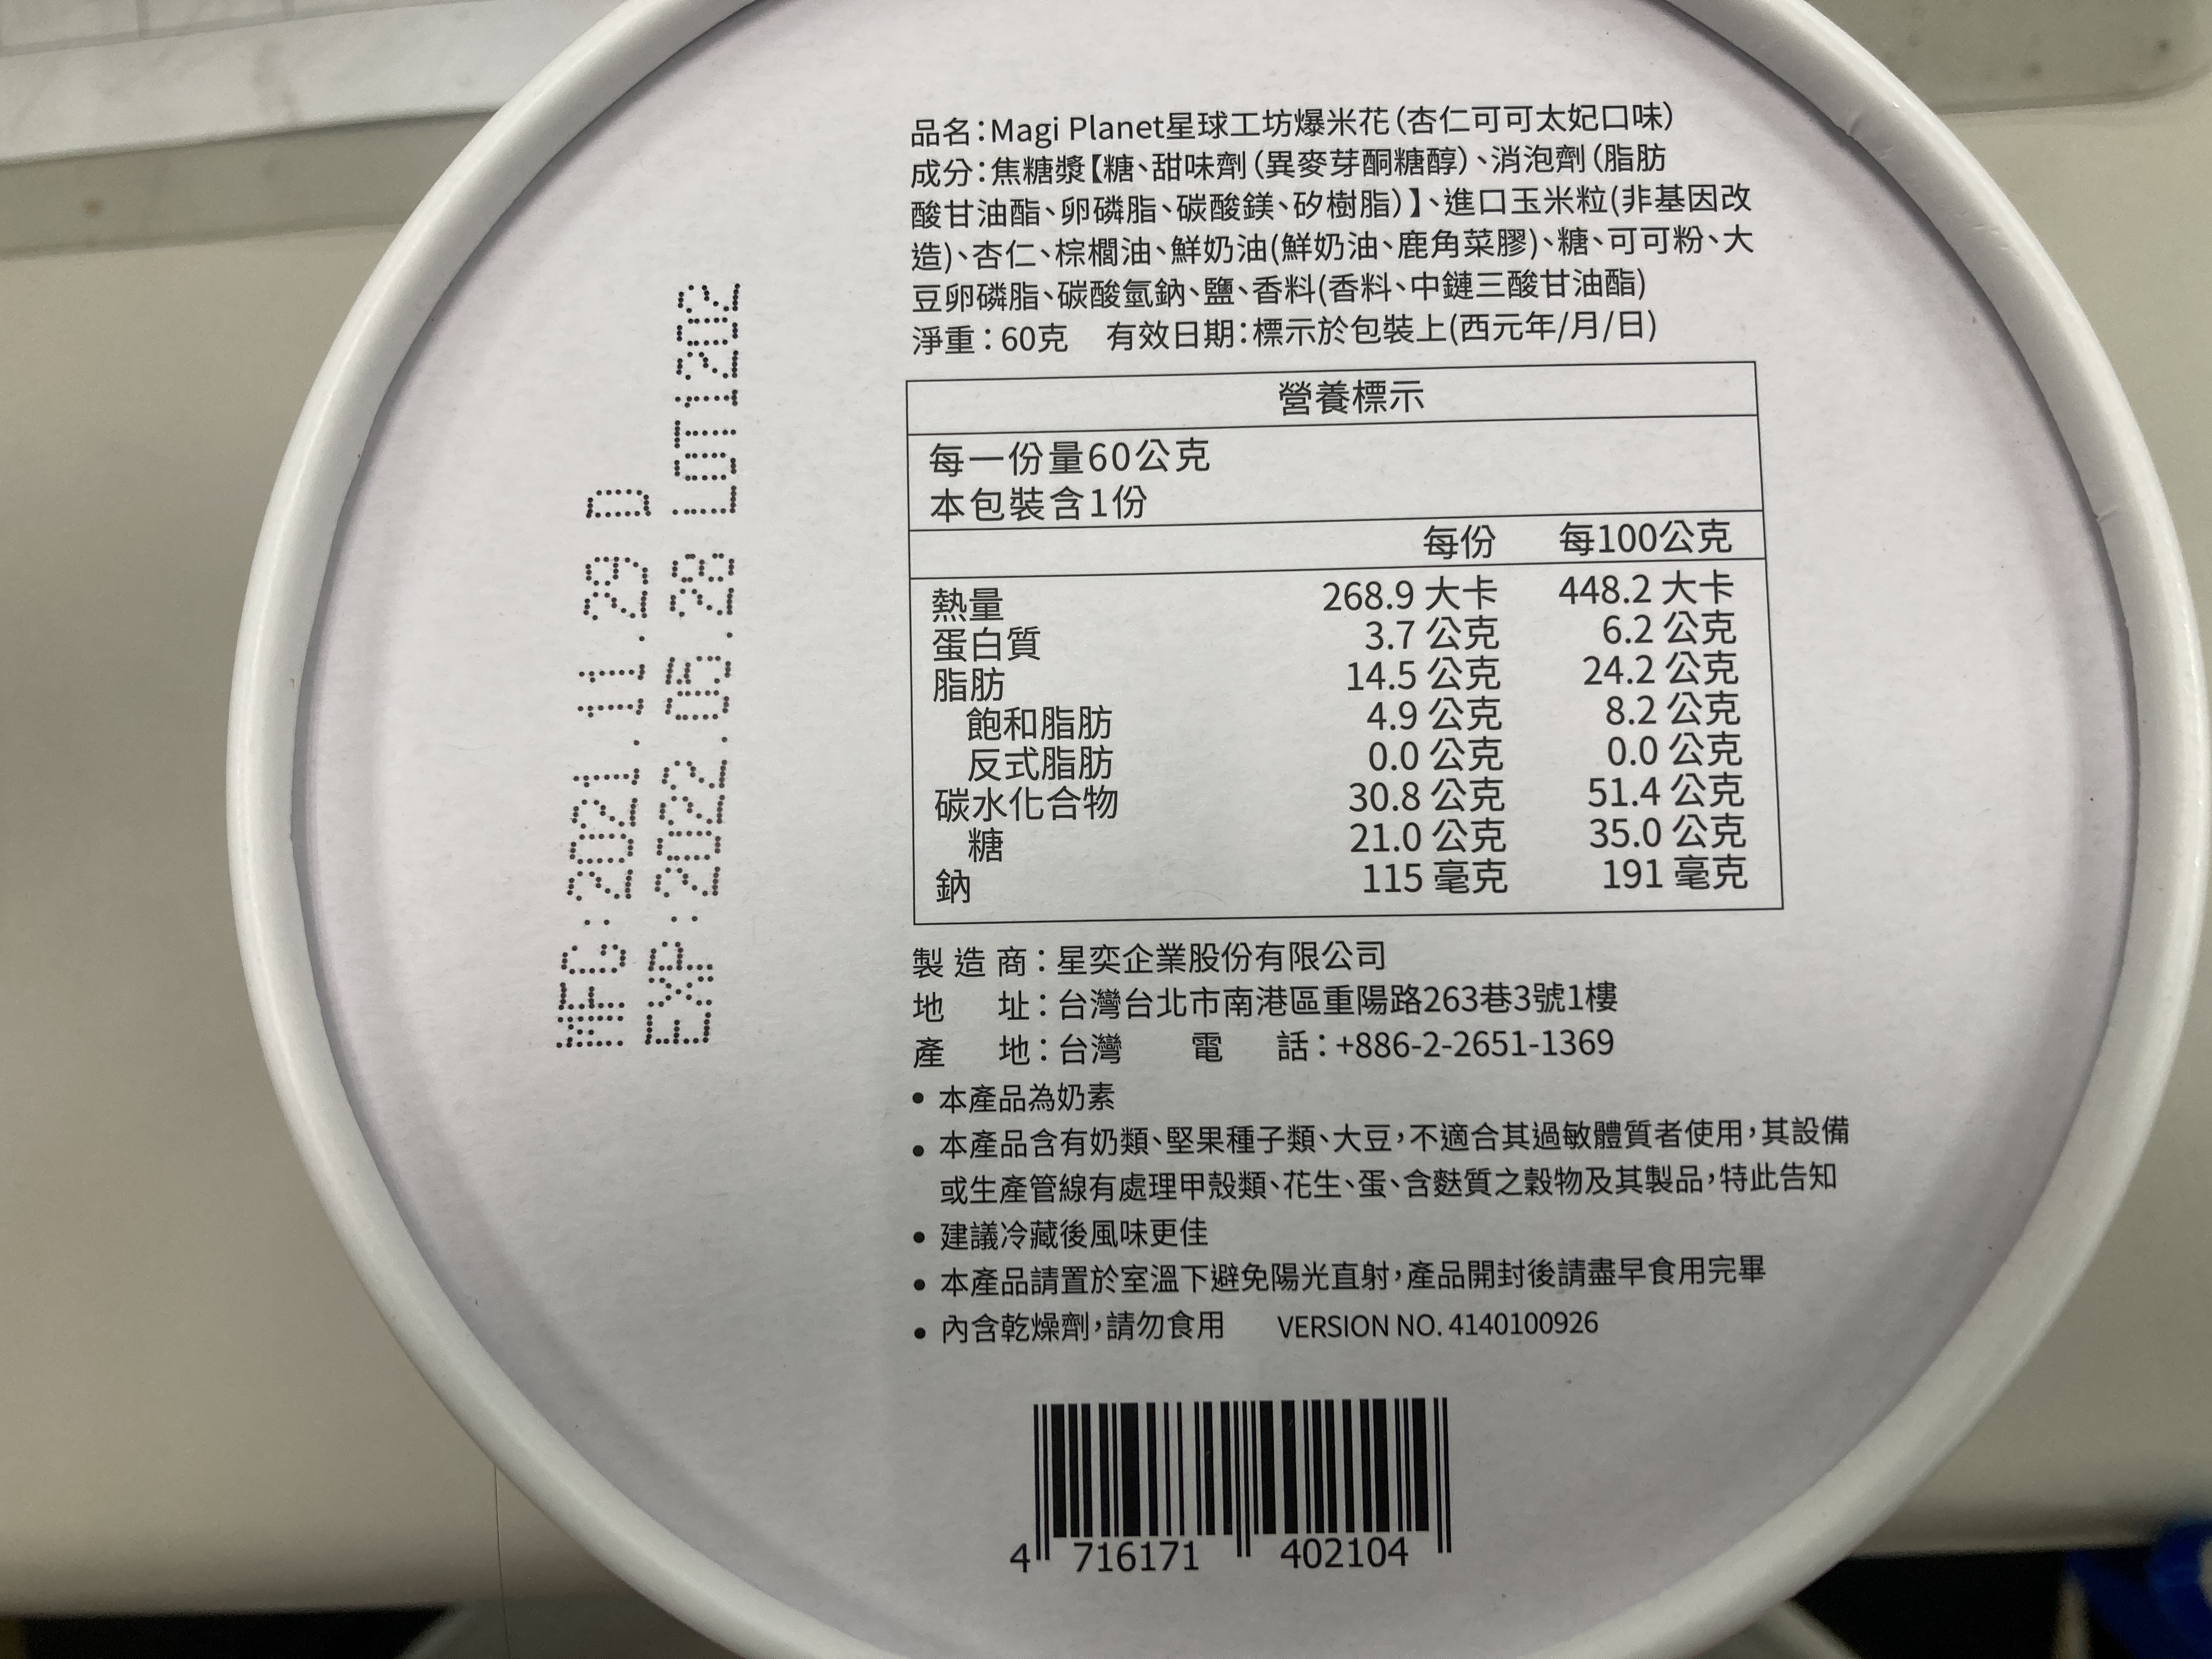 品名:Magi Planet星球工坊爆米花(杏仁可可太妃口味)
成分:焦糖漿【糖、甜味劑(異麥芽酮糖醇)、消泡劑(脂肪
酸甘油酯、卵磷脂、碳酸鎂、矽樹脂)】、進口玉米粒(非基因改
造)、杏仁、棕櫚油、鮮奶油(鮮奶油、鹿角菜膠)、糖、可可粉、大
豆卵磷脂、碳酸氫鈉、鹽、香料(香料、中鏈三酸甘油酯)
淨重:60克 有效日期:標示於包裝上(西元年/月/日)
營養標示
每一份量60公克
本包裝含1份
每份 每100公克
熱量 268.9 大卡 448.2 大卡
蛋白質 3.7 公克 6.2 公克
脂肪 14.5 公克 24.2 公克
飽和脂肪 4.9 公克 8.2 公克
反式脂肪 0.0 公克 0.0 公克
碳水化合物 30.8 公克 51.4 公克
糖 21.0 公克 35.0 公克
鈉 115 毫克 191 毫克
製造商:星奕企業股份有限公司
地 址:台灣台北市南港區重陽路263巷3號1樓
產 地:台灣 電 話:+886-2-2651-1369
• 本產品為奶素
• 本產品含有奶類、堅果種子類、大豆,不適合其過敏體質者使用,其設備
或生產管線有處理甲殼類、花生、蛋、含麩質之穀物及其製品,特此告知
• 建議冷藏後風味更佳
• 本產品請置於室溫下避免陽光直射,產品開封後請盡早食用完畢
• 內含乾燥劑,請勿食用 VERSION NO. 4140100926
4 716171 402104
MFG:2021.11.29 D
EXP:2022.05.28 LOT1202